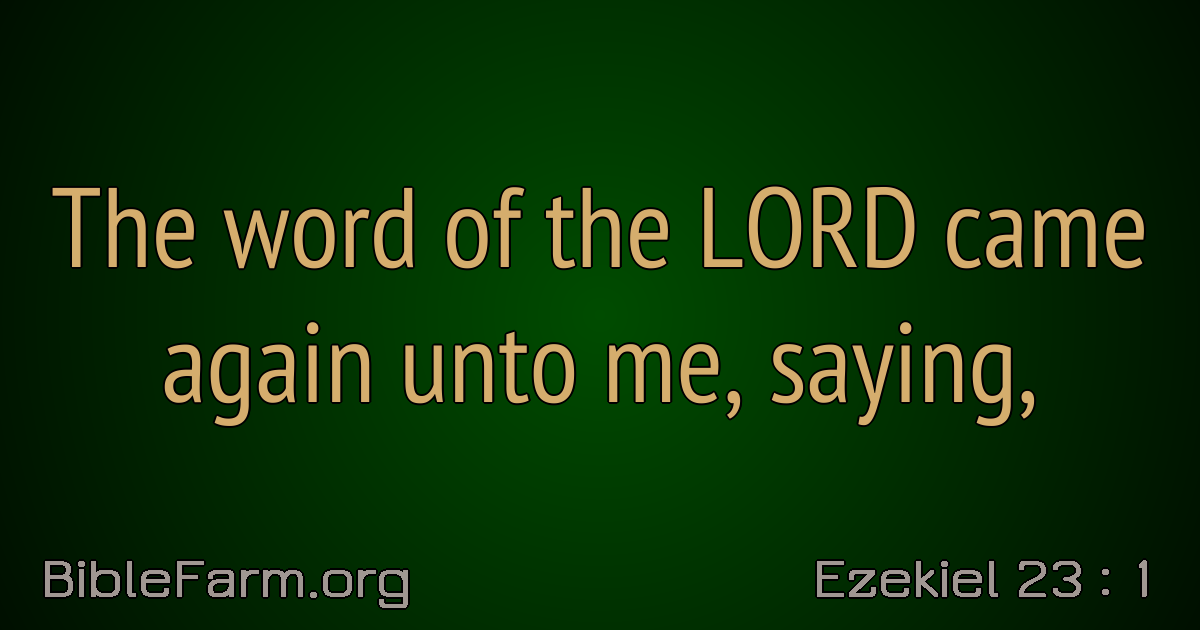 The word of the LORD came
again unto me, saying,
BibleFarm.org
Ezekiel 23 : 1